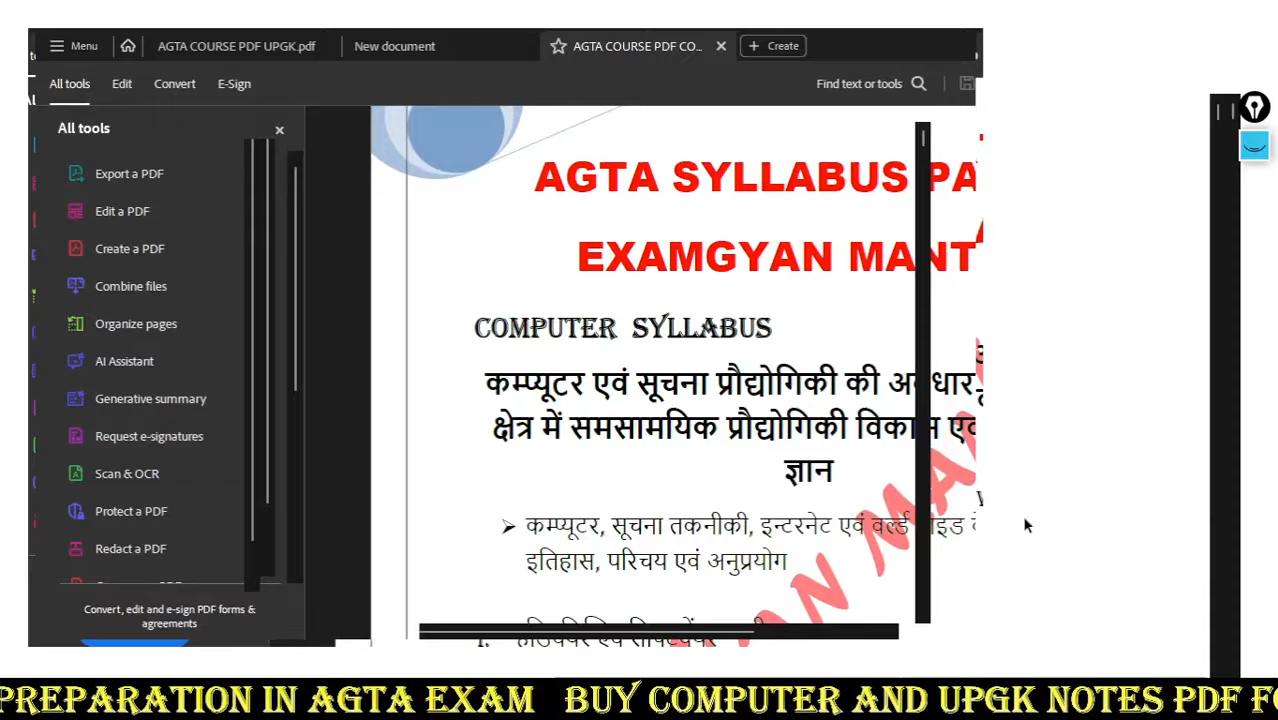 Menu AGTA COURSE PDF UPGK.pdf New document AGTA COURSE PDF CO... Create
All tools Edit Convert E-Sign Find text or tools
All tools
Export a PDF
Edit a PDF
Create a PDF
Combine files
Organize pages
AI Assistant
Generative summary
Request e-signatures
Scan & OCR
Protect a PDF
Redact a PDF
Convert, edit and e-sign PDF forms &
agreements
AGTA SYLLABUS PA
EXAMGYAN MANT
COMPUTER SYLLABUS
कम्प्यूटर एवं सूचना प्रौद्योगिकी की
क्षेत्र में समसामयिक प्रौद्योगिकी विकास एवं
ज्ञान
➢ कम्प्यूटर, सूचना तकनीकी, इन्टरनेट एवं वर्ल्ड
इतिहास, परिचय एवं अनुप्रयोग
PREPARATION IN AGTA EXAM BUY COMPUTER AND UPGK NOTES PDF FO